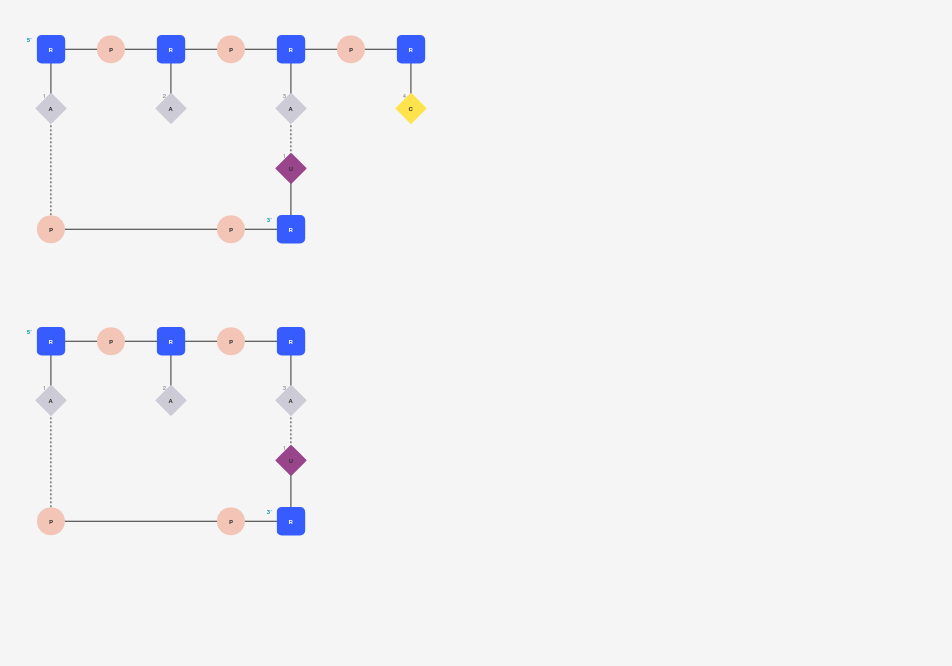 5'
R P R P R P R
1 2 3 4
A A A C
1
U
3'
P P R
5'
R P R P R
1 2 3
A A A
1
U
3'
P P R